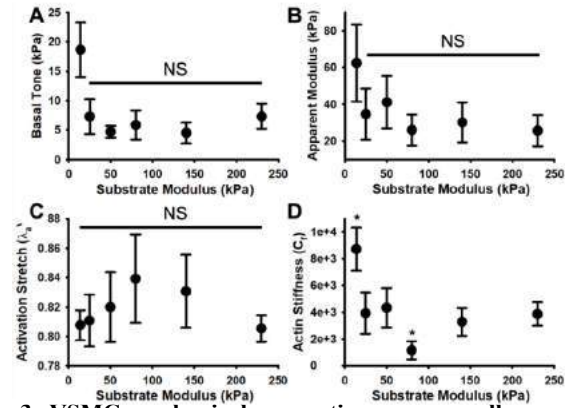 A
B
NS
NS
Basal Tone (kPa)
25
20
15
10
5
0
0 50 100 150 200 250
Substrate Modulus (kPa)
Apparent Modulus (kPa)
80
60
40
20
0 50 100 150 200 250
Substrate Modulus (kPa)
C
D
NS
Activation Stretch (λa)
0.88
0.86
0.84
0.82
0.80
0.78
0 50 100 150 200 250
Substrate Modulus (kPa)
Actin Stiffness (Cf)
1e+4
8e+3
6e+3
4e+3
2e+3
0
* 
*
0 50 100 150 200 250
Substrate Modulus (kPa)